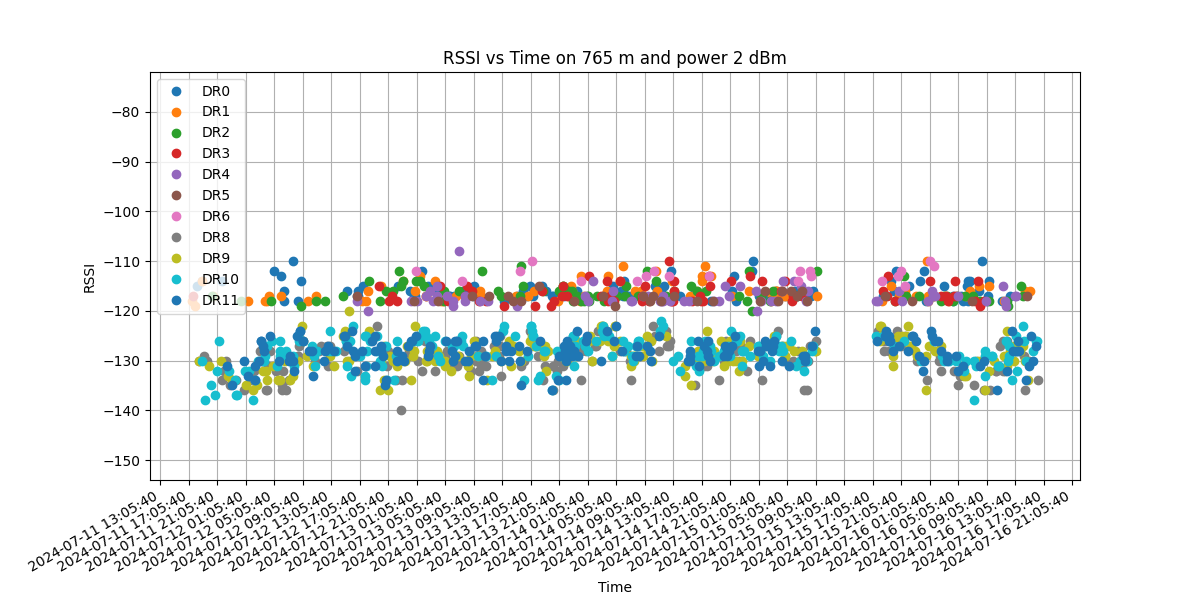 RSSI vs Time on 765 m and power 2 dBm
DR0
DR1
DR2
DR3
DR4
DR5
DR6
DR8
DR9
DR10
DR11
RSSI
−80
−90
−100
−110
−120
−130
−140
−150
2024-07-11 13:05:40
2024-07-11 17:05:40
2024-07-11 21:05:40
2024-07-12 01:05:40
2024-07-12 05:05:40
2024-07-12 09:05:40
2024-07-12 13:05:40
2024-07-12 17:05:40
2024-07-12 21:05:40
2024-07-13 01:05:40
2024-07-13 05:05:40
2024-07-13 09:05:40
2024-07-13 13:05:40
2024-07-13 17:05:40
2024-07-13 21:05:40
2024-07-14 01:05:40
2024-07-14 05:05:40
2024-07-14 09:05:40
2024-07-14 13:05:40
2024-07-14 17:05:40
2024-07-14 21:05:40
2024-07-15 01:05:40
2024-07-15 05:05:40
2024-07-15 09:05:40
2024-07-15 13:05:40
2024-07-15 17:05:40
2024-07-15 21:05:40
2024-07-16 01:05:40
2024-07-16 05:05:40
2024-07-16 09:05:40
2024-07-16 13:05:40
2024-07-16 17:05:40
2024-07-16 21:05:40
Time